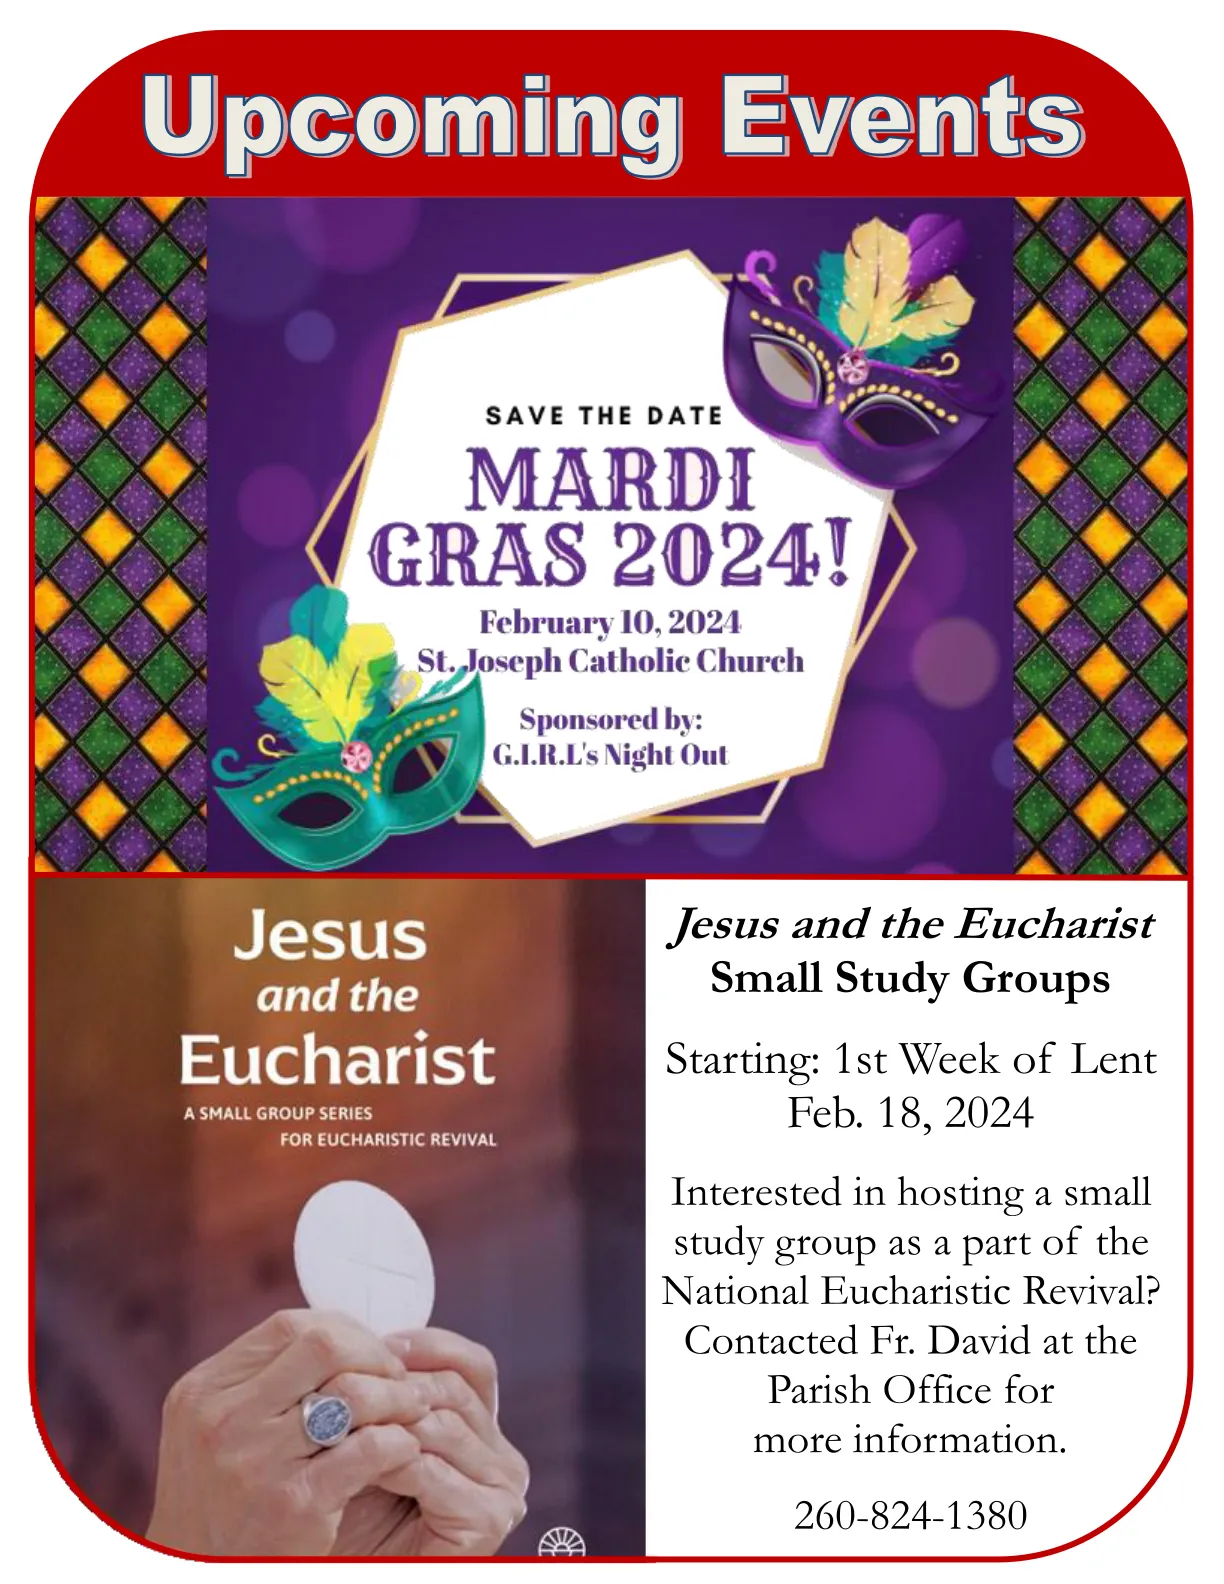 Upcoming Events
SAVE THE DATE
MARDI
GRAS 2024!
February 10, 2024
St. Joseph Catholic Church
Sponsored by:
G.I.R.L's Night Out
Jesus
and the
Eucharist
A SMALL GROUP SERIES
FOR EUCHARISTIC REVIVAL
Jesus and the Eucharist
Small Study Groups
Starting: 1st Week of Lent
Feb. 18, 2024
Interested in hosting a small
study group as a part of the
National Eucharistic Revival?
Contacted Fr. David at the
Parish Office for
more information.
260-824-1380